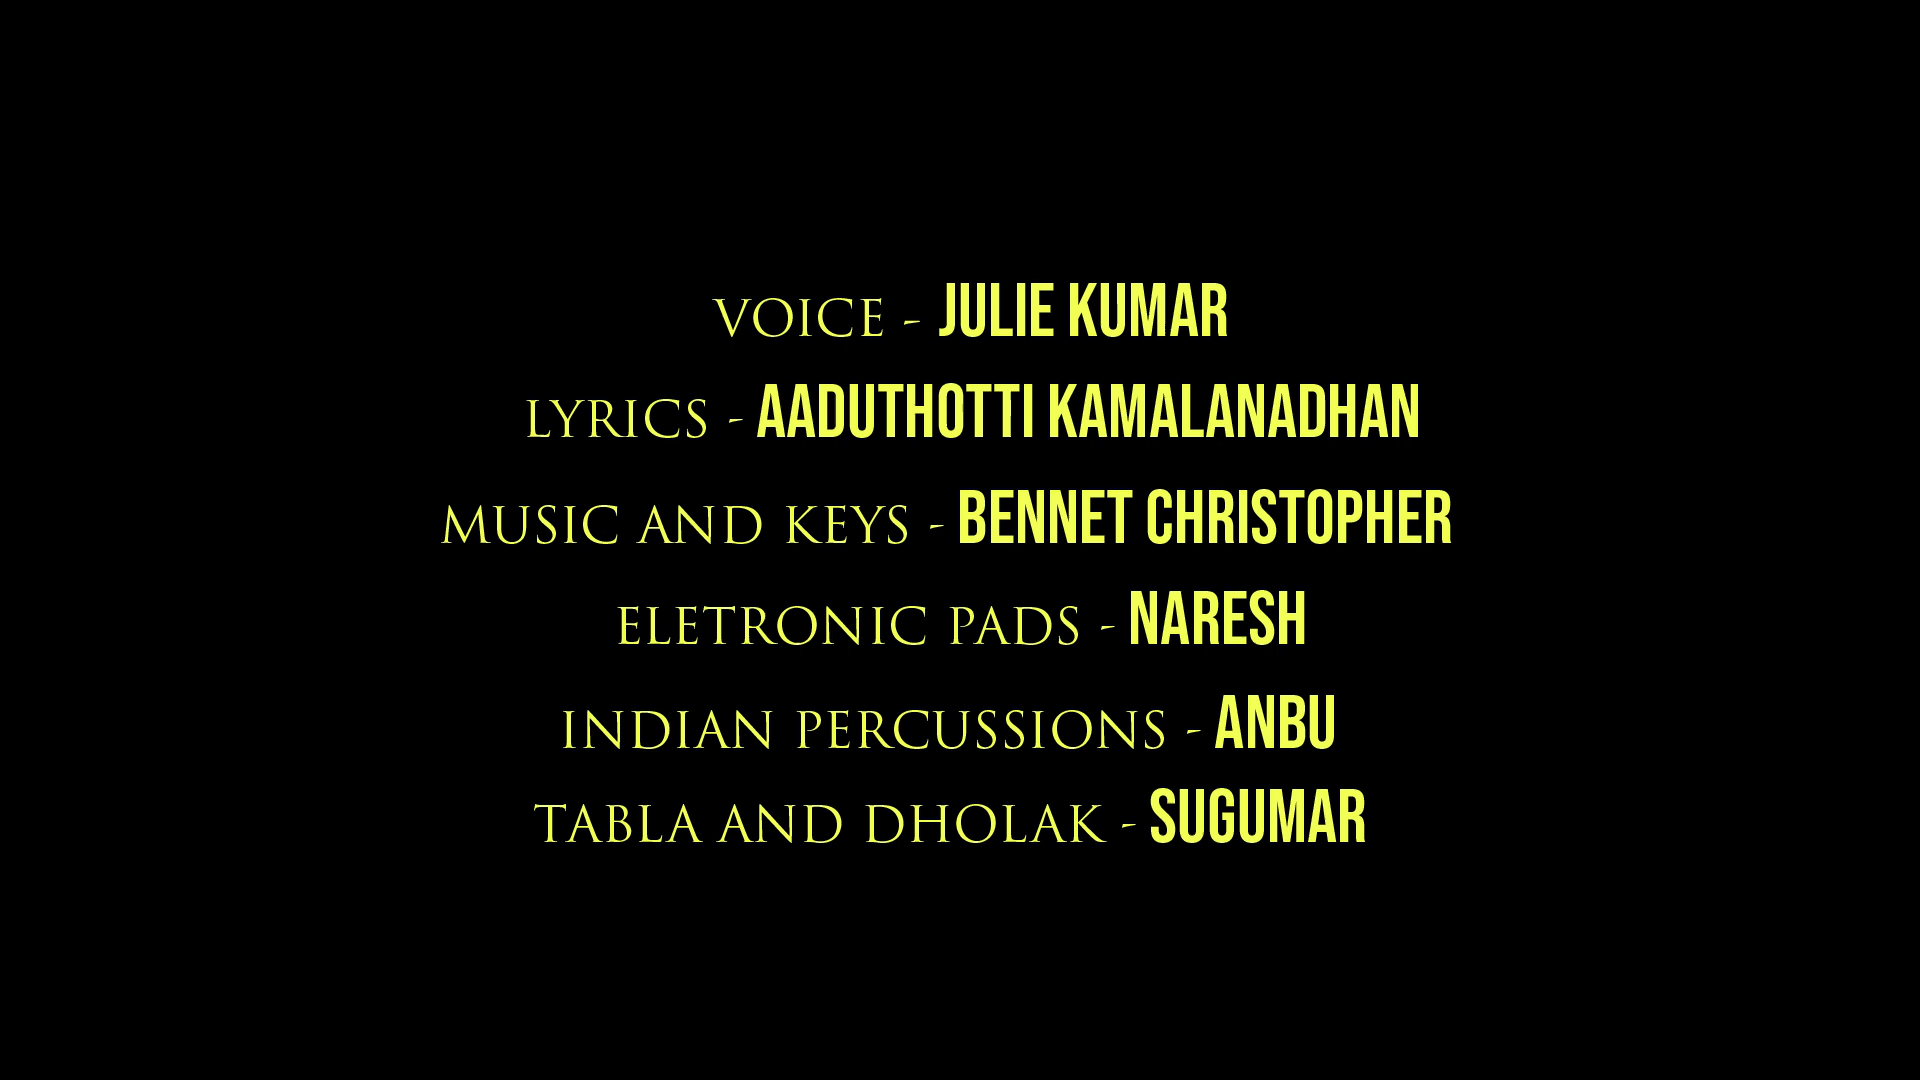 VOICE - JULIE KUMAR
LYRICS - AADUTHOTTI KAMALANADHAN
MUSIC AND KEYS - BENNET CHRISTOPHER
ELETRONIC PADS - NARESH
INDIAN PERCUSSIONS - ANBU
TABLA AND DHOLAK - SUGUMAR